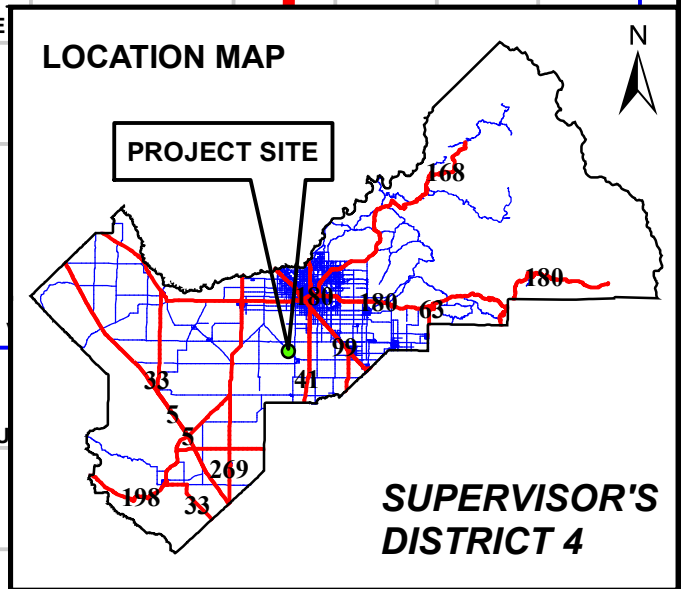 E
LOCATION MAP
N
PROJECT SITE
168
180
180
180
63
99
33
41
5
5
U
269
198
33
SUPERVISOR'S
DISTRICT 4